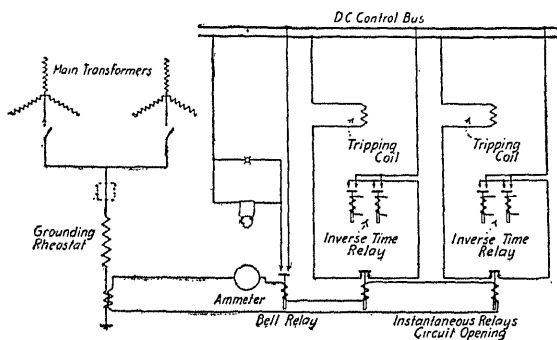 DC Control Bus
Main Transformers
Tripping
Coil
Tripping
Coil
Grounding
Rheostat
Inverse Time
Relay
Inverse Time
Relay
Ammeter
Bell Relay
Instantaneous Relays
Circuit Opening